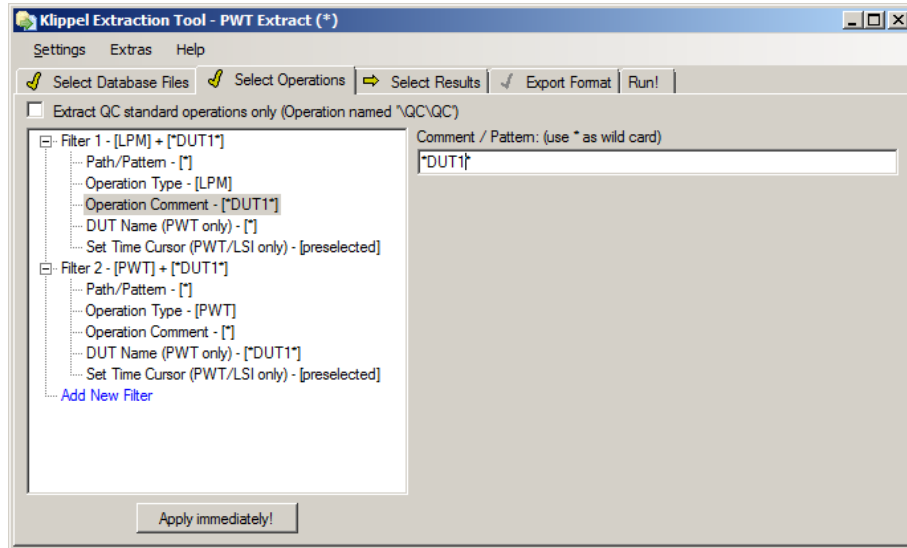 Klippel Extraction Tool - PWT Extract (*)
Settings Extras Help
Select Database Files Select Operations Select Results Export Format Run!
Extract QC standard operations only (Operation named '\QC\QC')
Filter 1 - [LPM] + [*DUT1*]
Path/Pattern - [*]
Operation Type - [LPM]
Operation Comment - [*DUT1*]
DUT Name (PWT only) - [*]
Set Time Cursor (PWT/LSI only) - [preselected]
Filter 2 - [PWT] + [*DUT1*]
Path/Pattern - [*]
Operation Type - [PWT]
Operation Comment - [*]
DUT Name (PWT only) - [*DUT1*]
Set Time Cursor (PWT/LSI only) - [preselected]
Add New Filter
Comment / Pattern: (use * as wild card)
*DUT1*
Apply immediately!